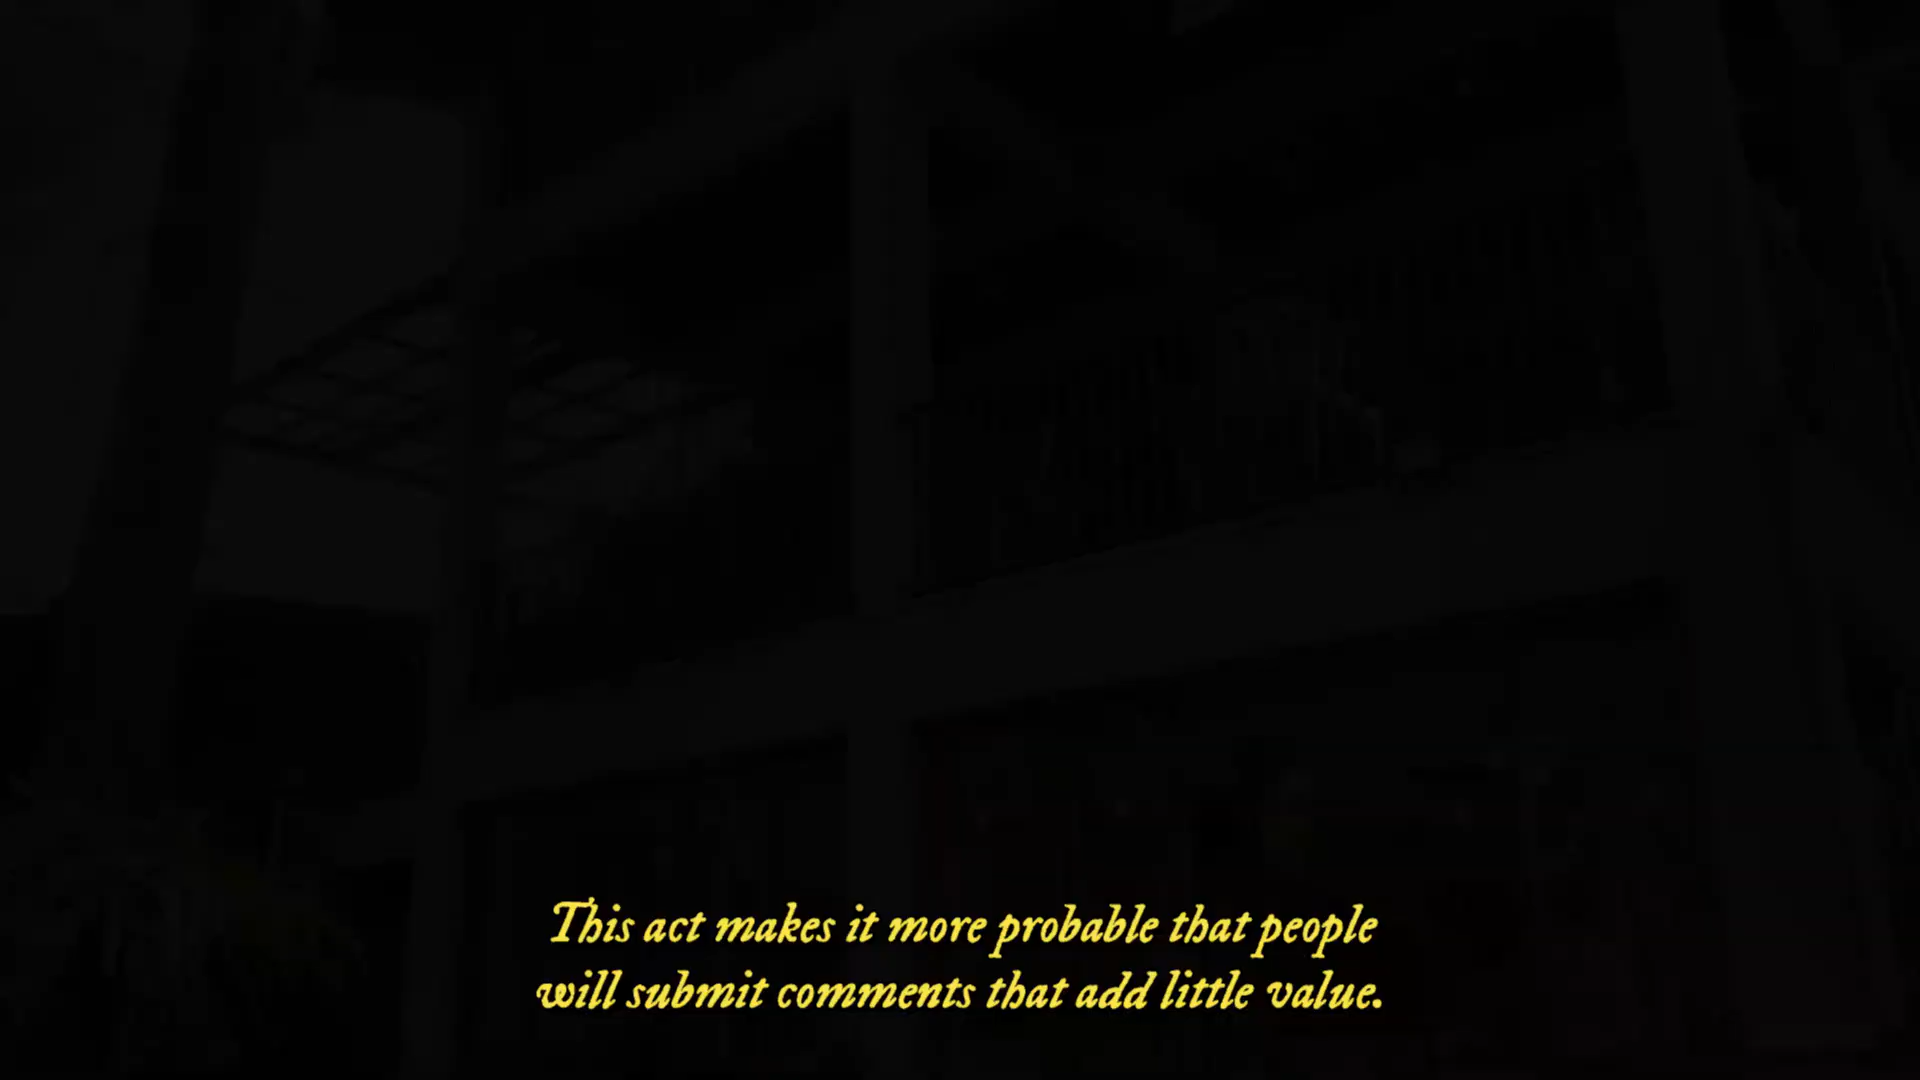 This act makes it more probable that people
will submit comments that add little value.